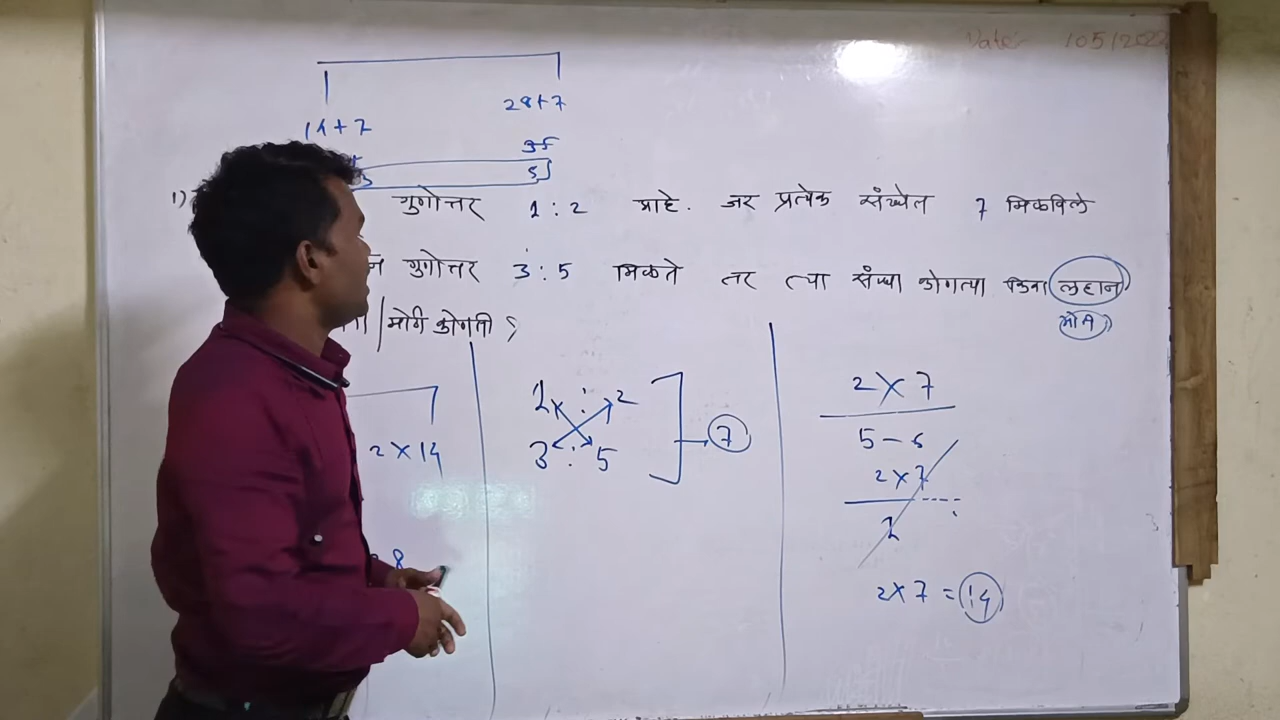 Date: 105/2022
28+7
14+7
35
5
1) गुणोत्तर 1 : 2 आहे. जर प्रत्येक संख्येत 7 मिळविले
गुणोत्तर 3 : 5 मिळते तर त्या संख्या कोणत्या किंवा लहान
/मोठी कोणती ?
मोठी
2 X 14
8
1 : 2
3 : 5
7
2 X 7
5 - 6
2 x 7
1
2 x 7 = 14